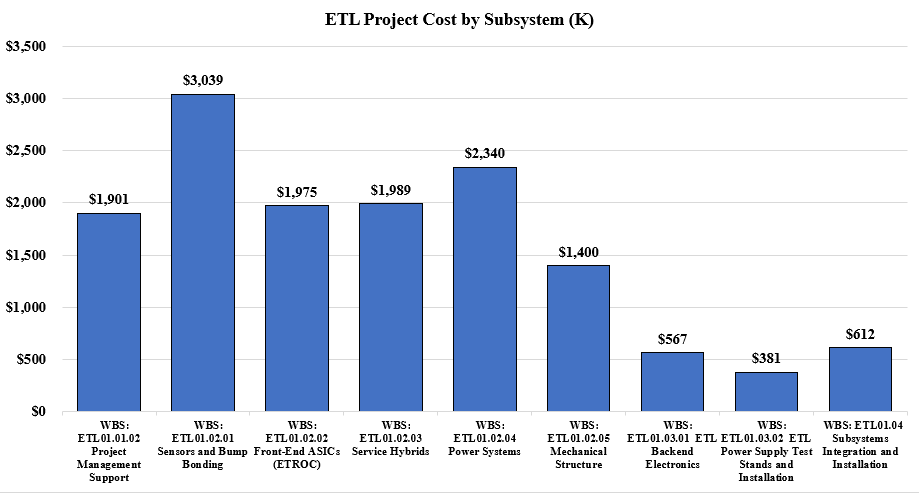 ETL Project Cost by Subsystem (K)
$3,500
$3,000
$2,500
$2,000
$1,500
$1,000
$500
$0
$1,901
$3,039
$1,975
$1,989
$2,340
$1,400
$567
$381
$612
WBS:
ETL01.01.02
Project
Management
Support
WBS:
ETL01.02.01
Sensors and Bump
Bonding
WBS:
ETL01.02.02
Front-End ASICs
(ETROC)
WBS:
ETL01.02.03
Service Hybrids
WBS:
ETL01.02.04
Power Systems
WBS:
ETL01.02.05
Mechanical
Structure
WBS:
ETL01.03.01 ETL
Backend
Electronics
WBS:
ETL01.03.02 ETL
Power Supply Test
Stands and
Installation
WBS: ETL01.04
Subsystems
Integration and
Installation